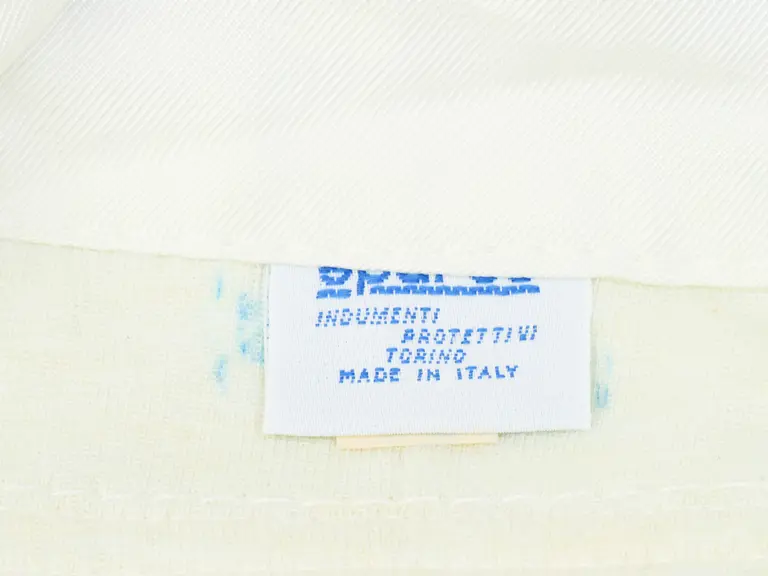 INDUMENTI
PROTETTIVI
TORINO
MADE IN ITALY